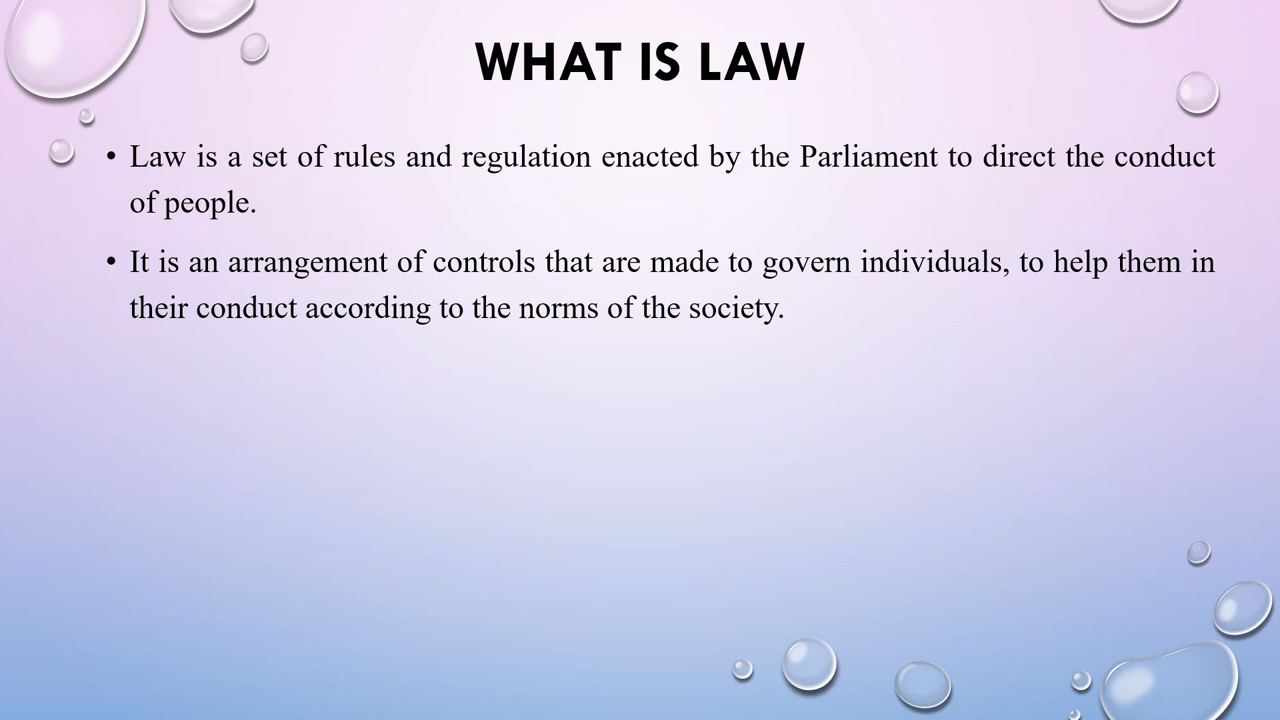 WHAT IS LAW
• Law is a set of rules and regulation enacted by the Parliament to direct the conduct
of people.
• It is an arrangement of controls that are made to govern individuals, to help them in
their conduct according to the norms of the society.